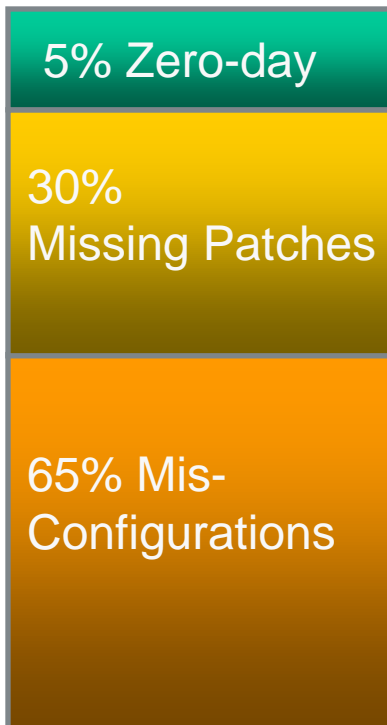 5% Zero-day
30%
Missing Patches
65% Mis-
Configurations